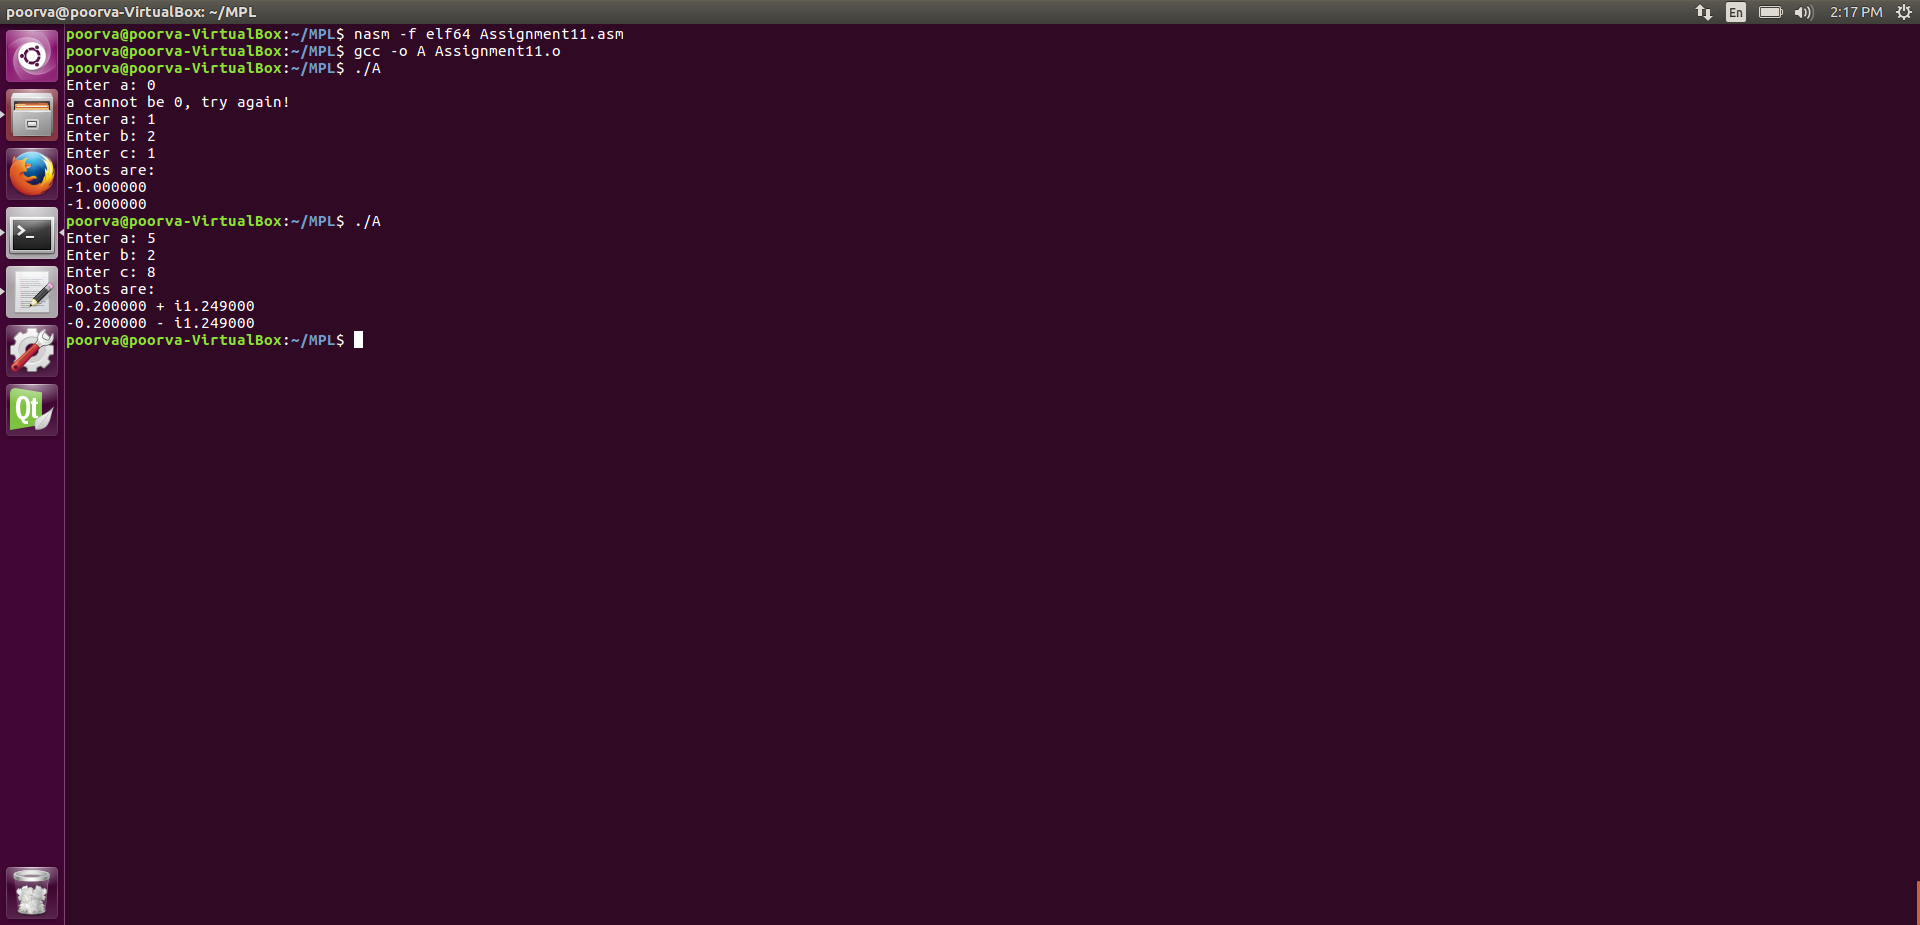 poorva@poorva-VirtualBox: ~/MPL
En
2:17 PM
poorva@poorva-VirtualBox:~/MPL$ nasm -f elf64 Assignment11.asm
poorva@poorva-VirtualBox:~/MPL$ gcc -o A Assignment11.o
poorva@poorva-VirtualBox:~/MPL$ ./A
Enter a: 0
a cannot be 0, try again!
Enter a: 1
Enter b: 2
Enter c: 1
Roots are:
-1.000000
-1.000000
poorva@poorva-VirtualBox:~/MPL$ ./A
Enter a: 5
Enter b: 2
Enter c: 8
Roots are:
-0.200000 + i1.249000
-0.200000 - i1.249000
poorva@poorva-VirtualBox:~/MPL$
Qt